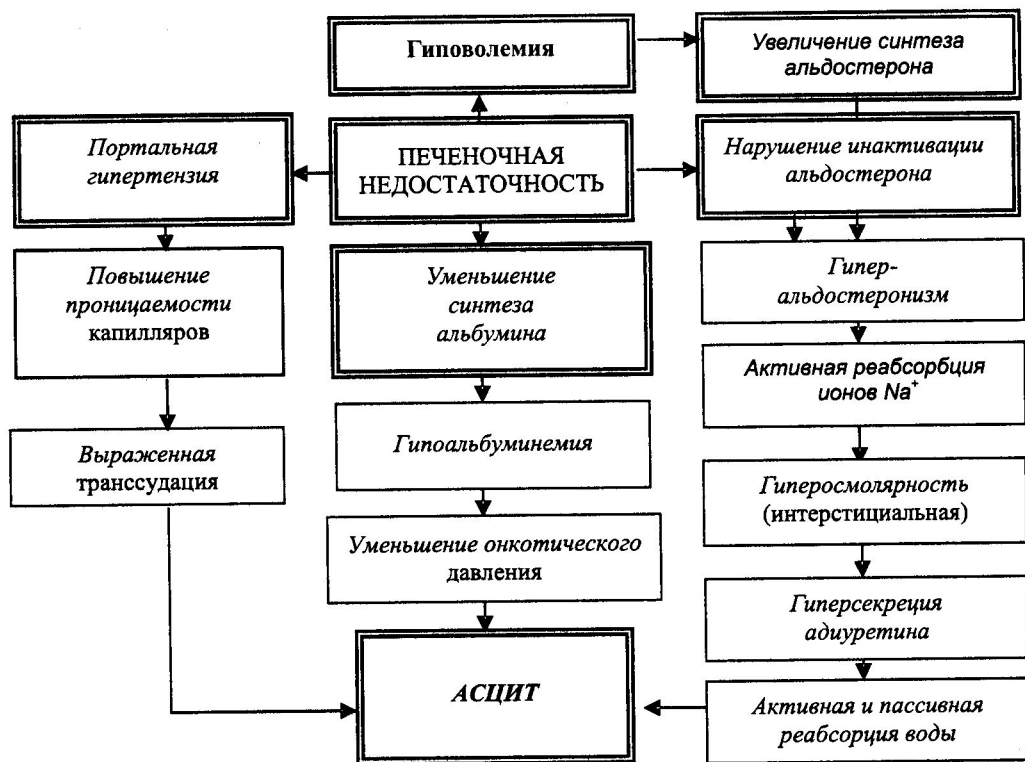 Гиповолемия
Увеличение синтеза
альдостерона
Портальная
гипертензия
ПЕЧЕНОЧНАЯ
НЕДОСТАТОЧНОСТЬ
Нарушение инактивации
альдостерона
Повышение
проницаемости
капилляров
Уменьшение
синтеза
альбумина
Гипер-
альдостеронизм
Активная реабсорбция
ионов Na⁺
Выраженная
транссудация
Гипоальбуминемия
Гиперосмолярность
(интерстициальная)
Уменьшение онкотического
давления
Гиперсекреция
адиуретина
АСЦИТ
Активная и пассивная
реабсорция воды